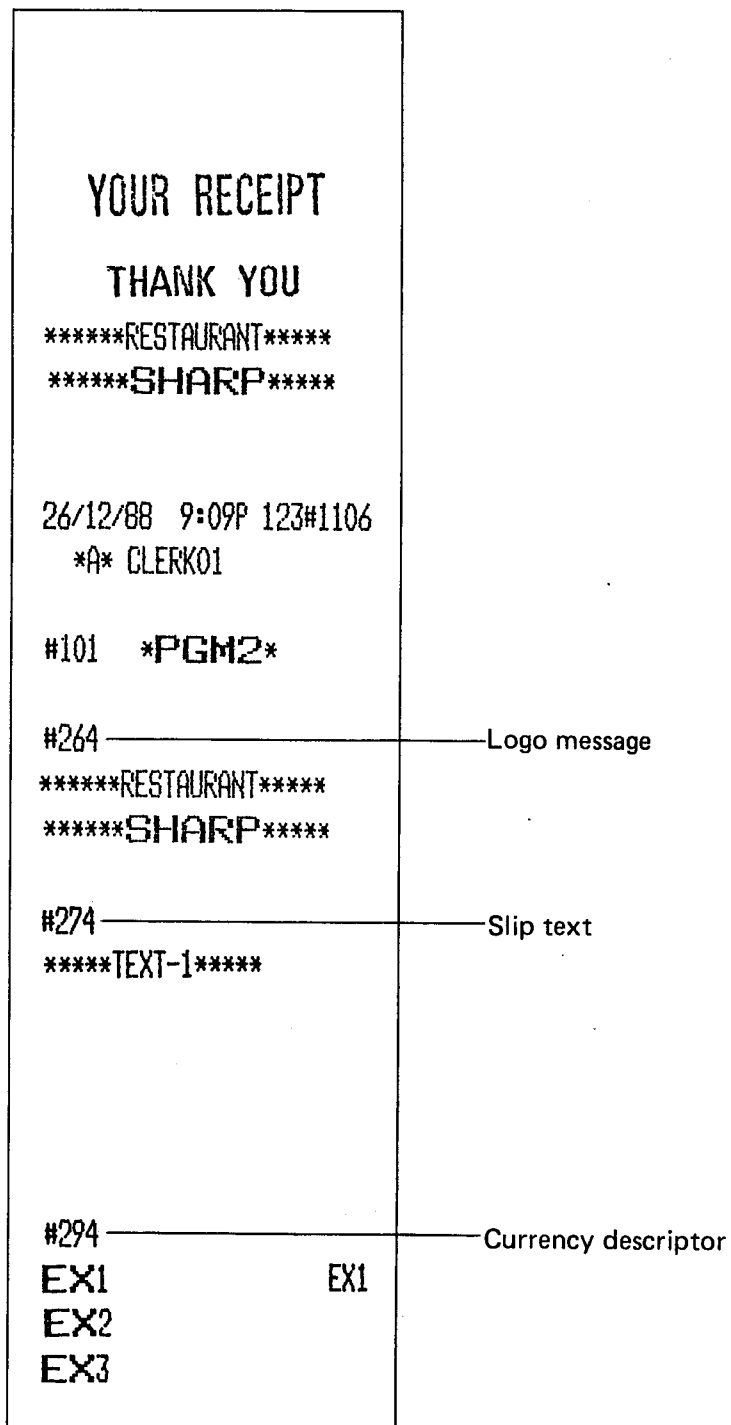 YOUR RECEIPT
THANK YOU
******RESTAURANT*****
******SHARP*****
26/12/88 9:09P 123#1106
*A* CLERK01
#101 *PGM2*
#264 Logo message
******RESTAURANT*****
******SHARP*****
#274 Slip text
*****TEXT-1*****
#294 Currency descriptor
EX1 EX1
EX2
EX3